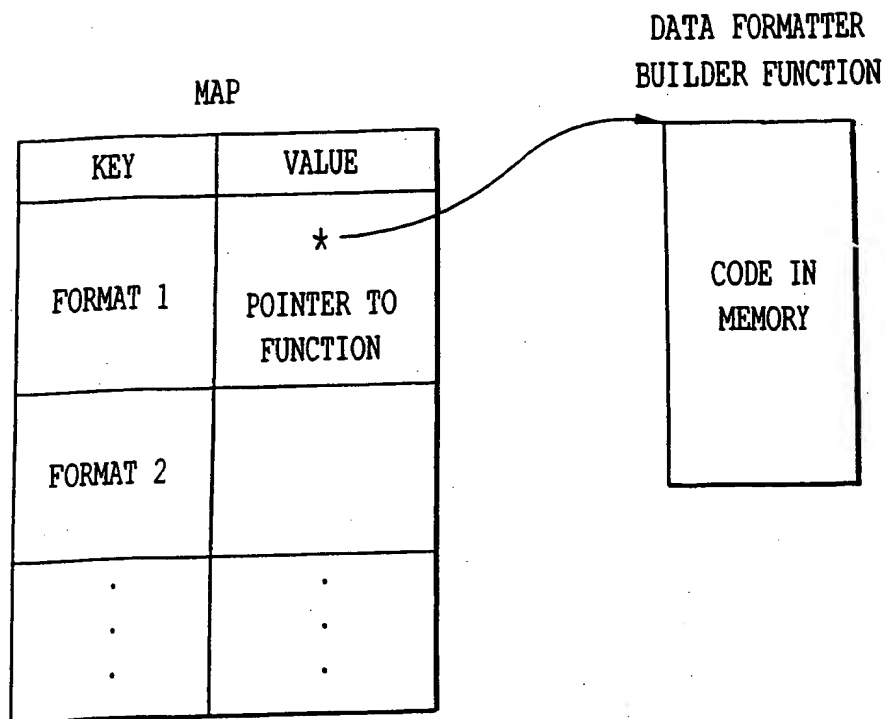 DATA FORMATTER
BUILDER FUNCTION
MAP
KEY
VALUE
FORMAT 1
*
POINTER TO
FUNCTION
CODE IN
MEMORY
FORMAT 2